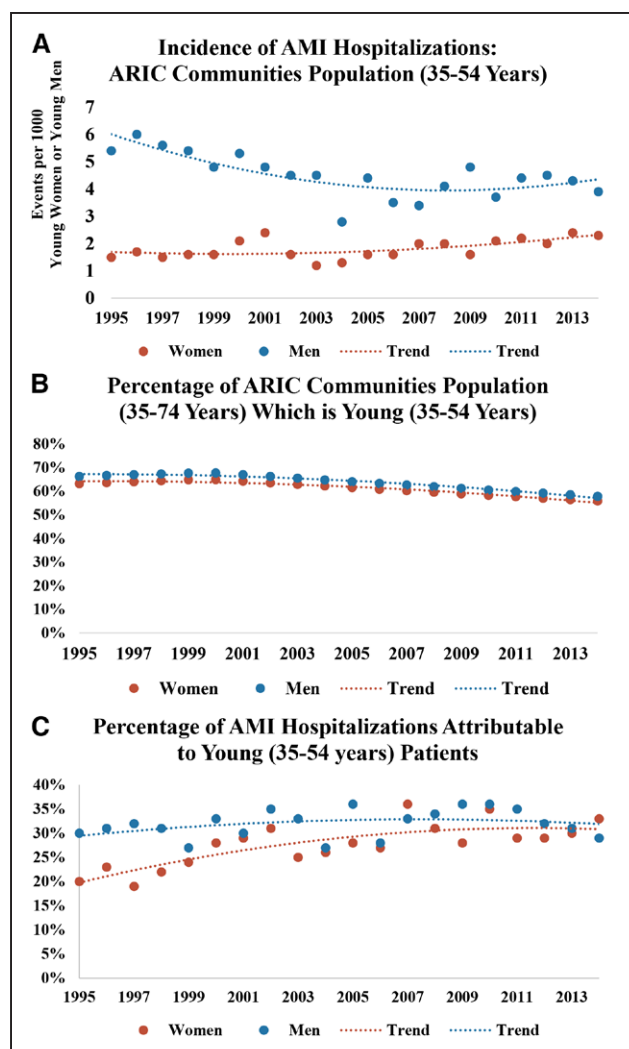 A
Incidence of AMI Hospitalizations:
ARIC Communities Population (35-54 Years)
Events per 1000
Young Women or Young Men
7
6
5
4
3
2
1
0
1995 1997 1999 2001 2003 2005 2007 2009 2011 2013
Women Men Trend Trend
B
Percentage of ARIC Communities Population
(35-74 Years) Which is Young (35-54 Years)
80%
70%
60%
50%
40%
30%
20%
10%
0%
1995 1997 1999 2001 2003 2005 2007 2009 2011 2013
Women Men Trend Trend
C
Percentage of AMI Hospitalizations Attributable
to Young (35-54 years) Patients
40%
35%
30%
25%
20%
15%
10%
5%
0%
1995 1997 1999 2001 2003 2005 2007 2009 2011 2013
Women Men Trend Trend